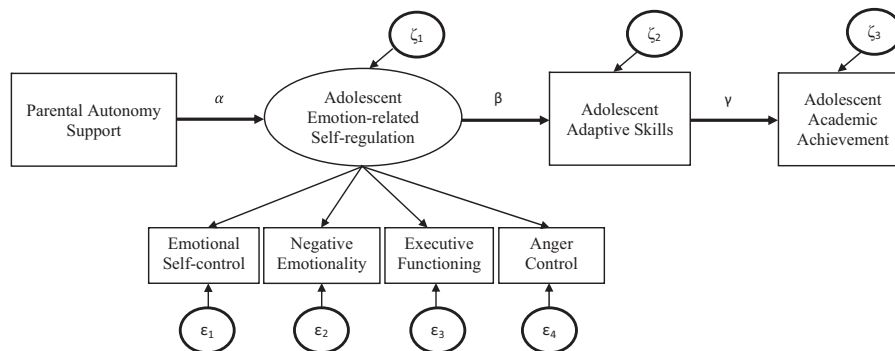 ζ1
ζ2
ζ3
Parental Autonomy
Support
α
Adolescent
Emotion-related
Self-regulation
β
Adolescent
Adaptive Skills
γ
Adolescent
Academic
Achievement
Emotional
Self-control
Negative
Emotionality
Executive
Functioning
Anger
Control
ε1
ε2
ε3
ε4